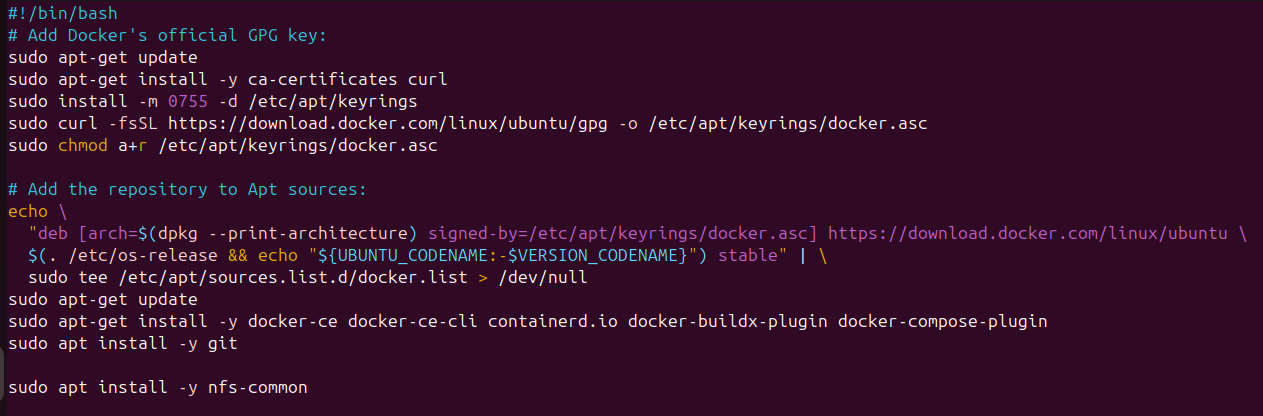 #!/bin/bash
# Add Docker's official GPG key:
sudo apt-get update
sudo apt-get install -y ca-certificates curl
sudo install -m 0755 -d /etc/apt/keyrings
sudo curl -fsSL https://download.docker.com/linux/ubuntu/gpg -o /etc/apt/keyrings/docker.asc
sudo chmod a+r /etc/apt/keyrings/docker.asc

# Add the repository to Apt sources:
echo \
  "deb [arch=$(dpkg --print-architecture) signed-by=/etc/apt/keyrings/docker.asc] https://download.docker.com/linux/ubuntu \
  $(. /etc/os-release && echo "${UBUNTU_CODENAME:-$VERSION_CODENAME}") stable" | \
  sudo tee /etc/apt/sources.list.d/docker.list > /dev/null
sudo apt-get update
sudo apt-get install -y docker-ce docker-ce-cli containerd.io docker-buildx-plugin docker-compose-plugin
sudo apt install -y git

sudo apt install -y nfs-common